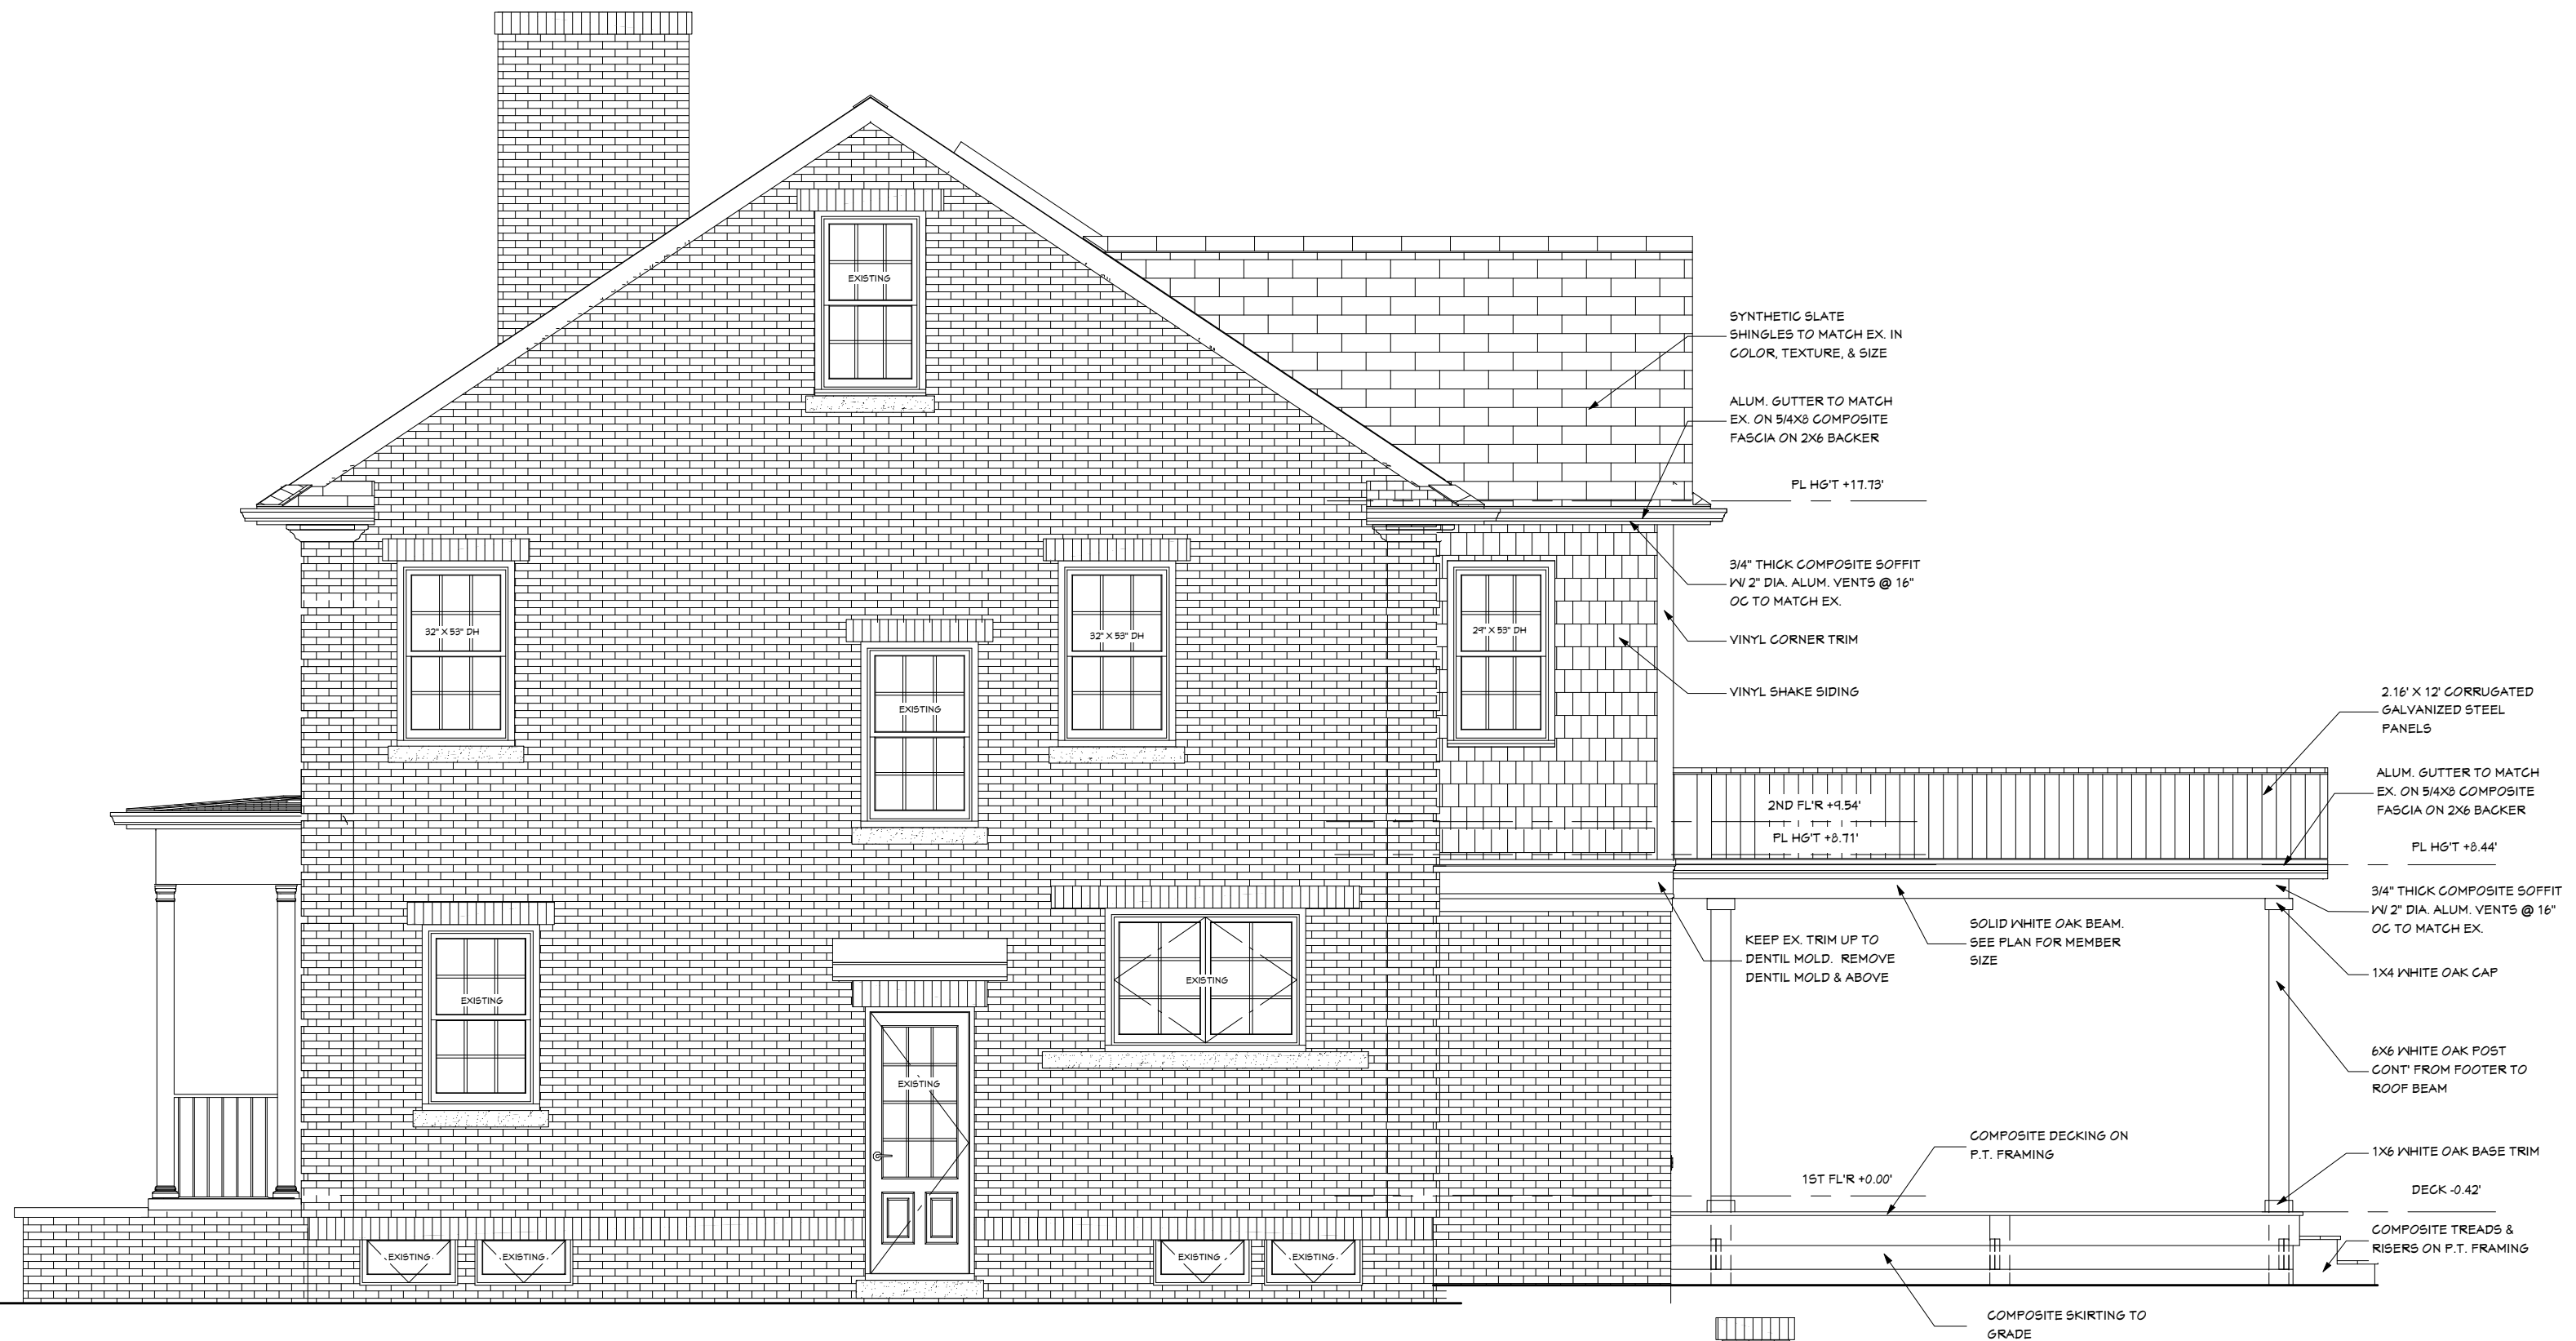 EXISTING
SYNTHETIC SLATE
SHINGLES TO MATCH EX. IN
COLOR, TEXTURE, & SIZE
ALUM. GUTTER TO MATCH
EX. ON 5/4X8 COMPOSITE
FASCIA ON 2X6 BACKER
PL HG'T +17.73'
3/4" THICK COMPOSITE SOFFIT
W/ 2" DIA. ALUM. VENTS @ 16"
OC TO MATCH EX.
32" X 53" DH
32" X 53" DH
29" X 53" DH
VINYL CORNER TRIM
VINYL SHAKE SIDING
EXISTING
2.16' X 12' CORRUGATED
GALVANIZED STEEL
PANELS
ALUM. GUTTER TO MATCH
EX. ON 5/4X8 COMPOSITE
FASCIA ON 2X6 BACKER
2ND FL'R +9.54'
PL HG'T +8.71'
PL HG'T +8.44'
3/4" THICK COMPOSITE SOFFIT
W/ 2" DIA. ALUM. VENTS @ 16"
OC TO MATCH EX.
SOLID WHITE OAK BEAM.
SEE PLAN FOR MEMBER
SIZE
KEEP EX. TRIM UP TO
DENTIL MOLD. REMOVE
DENTIL MOLD & ABOVE
1X4 WHITE OAK CAP
EXISTING
EXISTING
EXISTING
6X6 WHITE OAK POST
CONT' FROM FOOTER TO
ROOF BEAM
COMPOSITE DECKING ON
P.T. FRAMING
1X6 WHITE OAK BASE TRIM
1ST FL'R +0.00'
DECK -0.42'
COMPOSITE TREADS &
RISERS ON P.T. FRAMING
EXISTING
EXISTING
EXISTING
EXISTING
COMPOSITE SKIRTING TO
GRADE